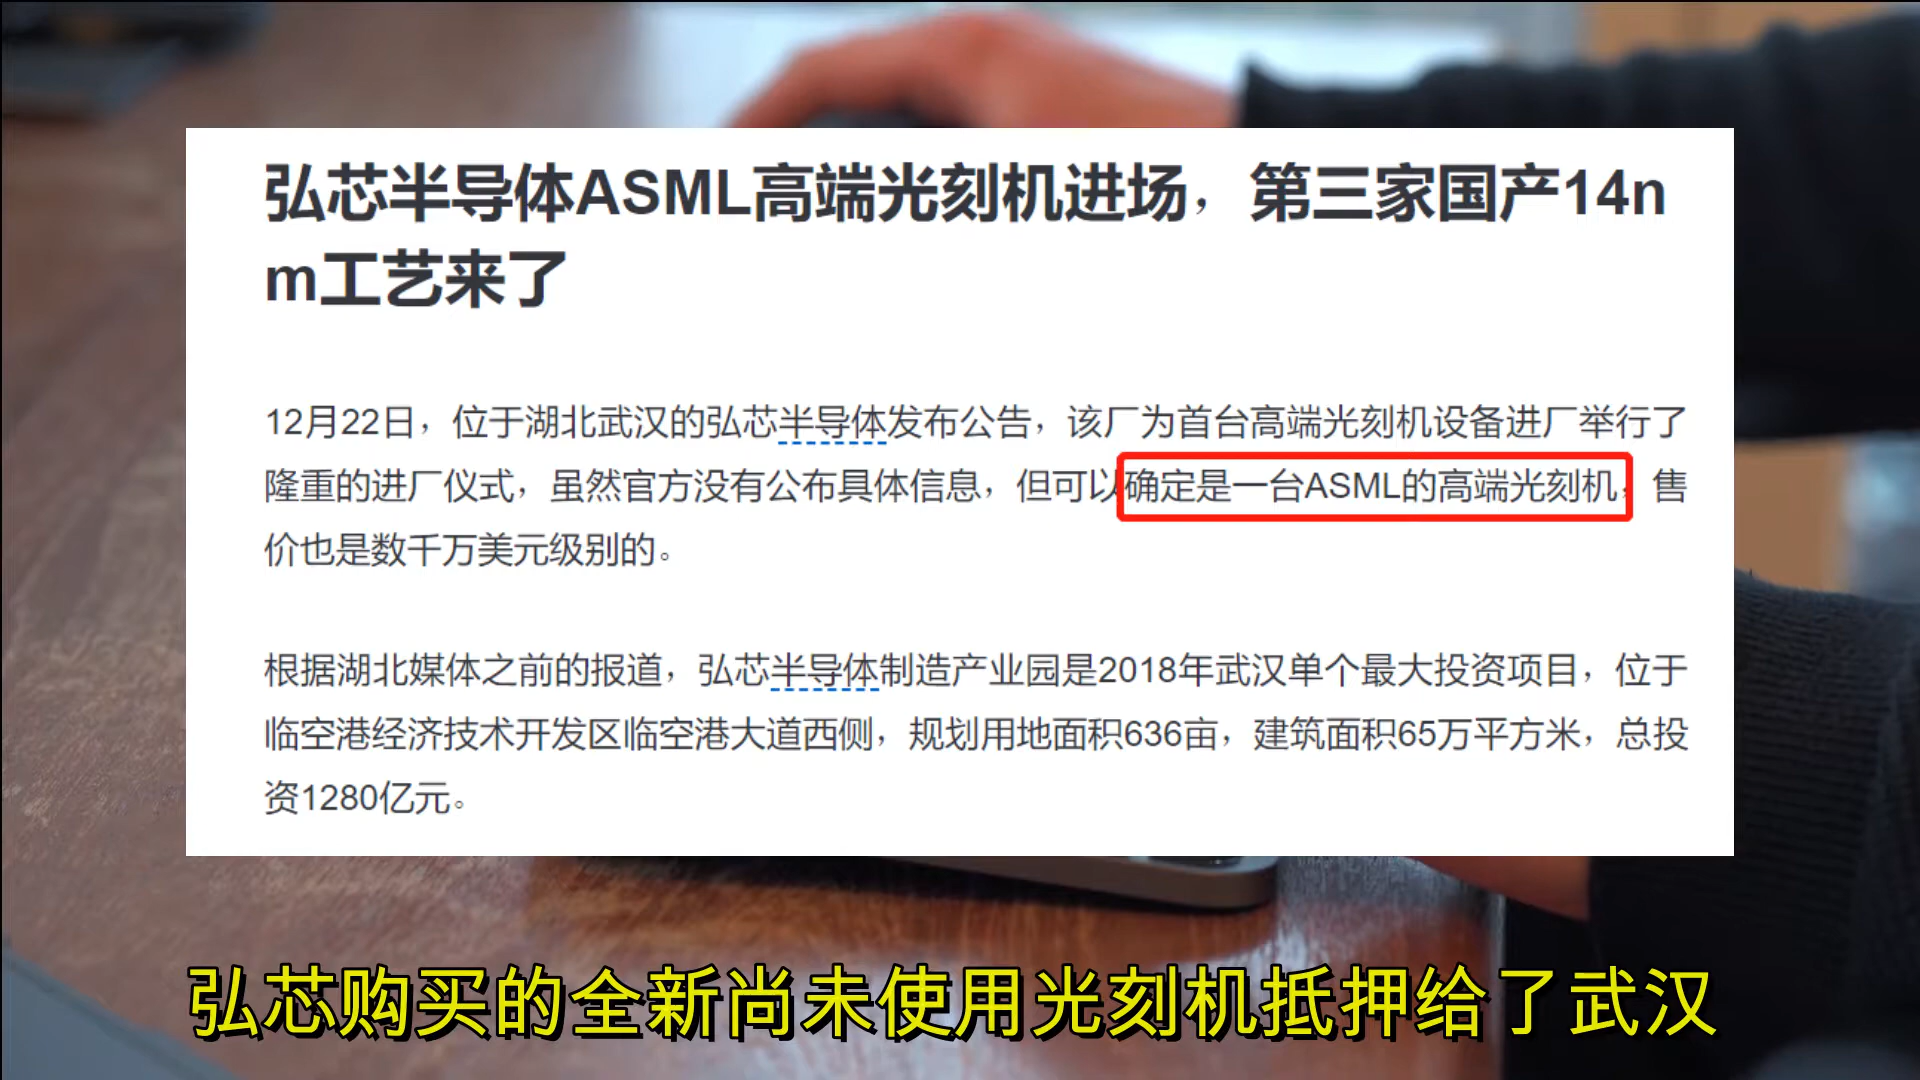 弘芯半导体ASML高端光刻机进场，第三家国产14n
m工艺来了
12月22日，位于湖北武汉的弘芯半导体发布公告，该厂为首台高端光刻机设备进厂举行了
隆重的进厂仪式，虽然官方没有公布具体信息，但可以确定是一台ASML的高端光刻机，售
价也是数千万美元级别的。
根据湖北媒体之前的报道，弘芯半导体制造产业园是2018年武汉单个最大投资项目，位于
临空港经济技术开发区临空港大道西侧，规划用地面积636亩，建筑面积65万平方米，总投
资1280亿元。
弘芯购买的全新尚未使用光刻机抵押给了武汉